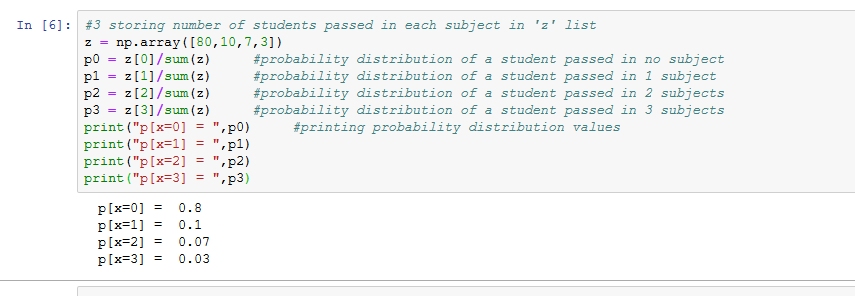 In [6]: #3 storing number of students passed in each subject in 'z' list
z = np.array([80,10,7,3])
p0 = z[0]/sum(z) #probability distribution of a student passed in no subject
p1 = z[1]/sum(z) #probability distribution of a student passed in 1 subject
p2 = z[2]/sum(z) #probability distribution of a student passed in 2 subjects
p3 = z[3]/sum(z) #probability distribution of a student passed in 3 subjects
print("p[x=0] = ",p0) #printing probability distribution values
print("p[x=1] = ",p1)
print("p[x=2] = ",p2)
print("p[x=3] = ",p3)
p[x=0] = 0.8
p[x=1] = 0.1
p[x=2] = 0.07
p[x=3] = 0.03